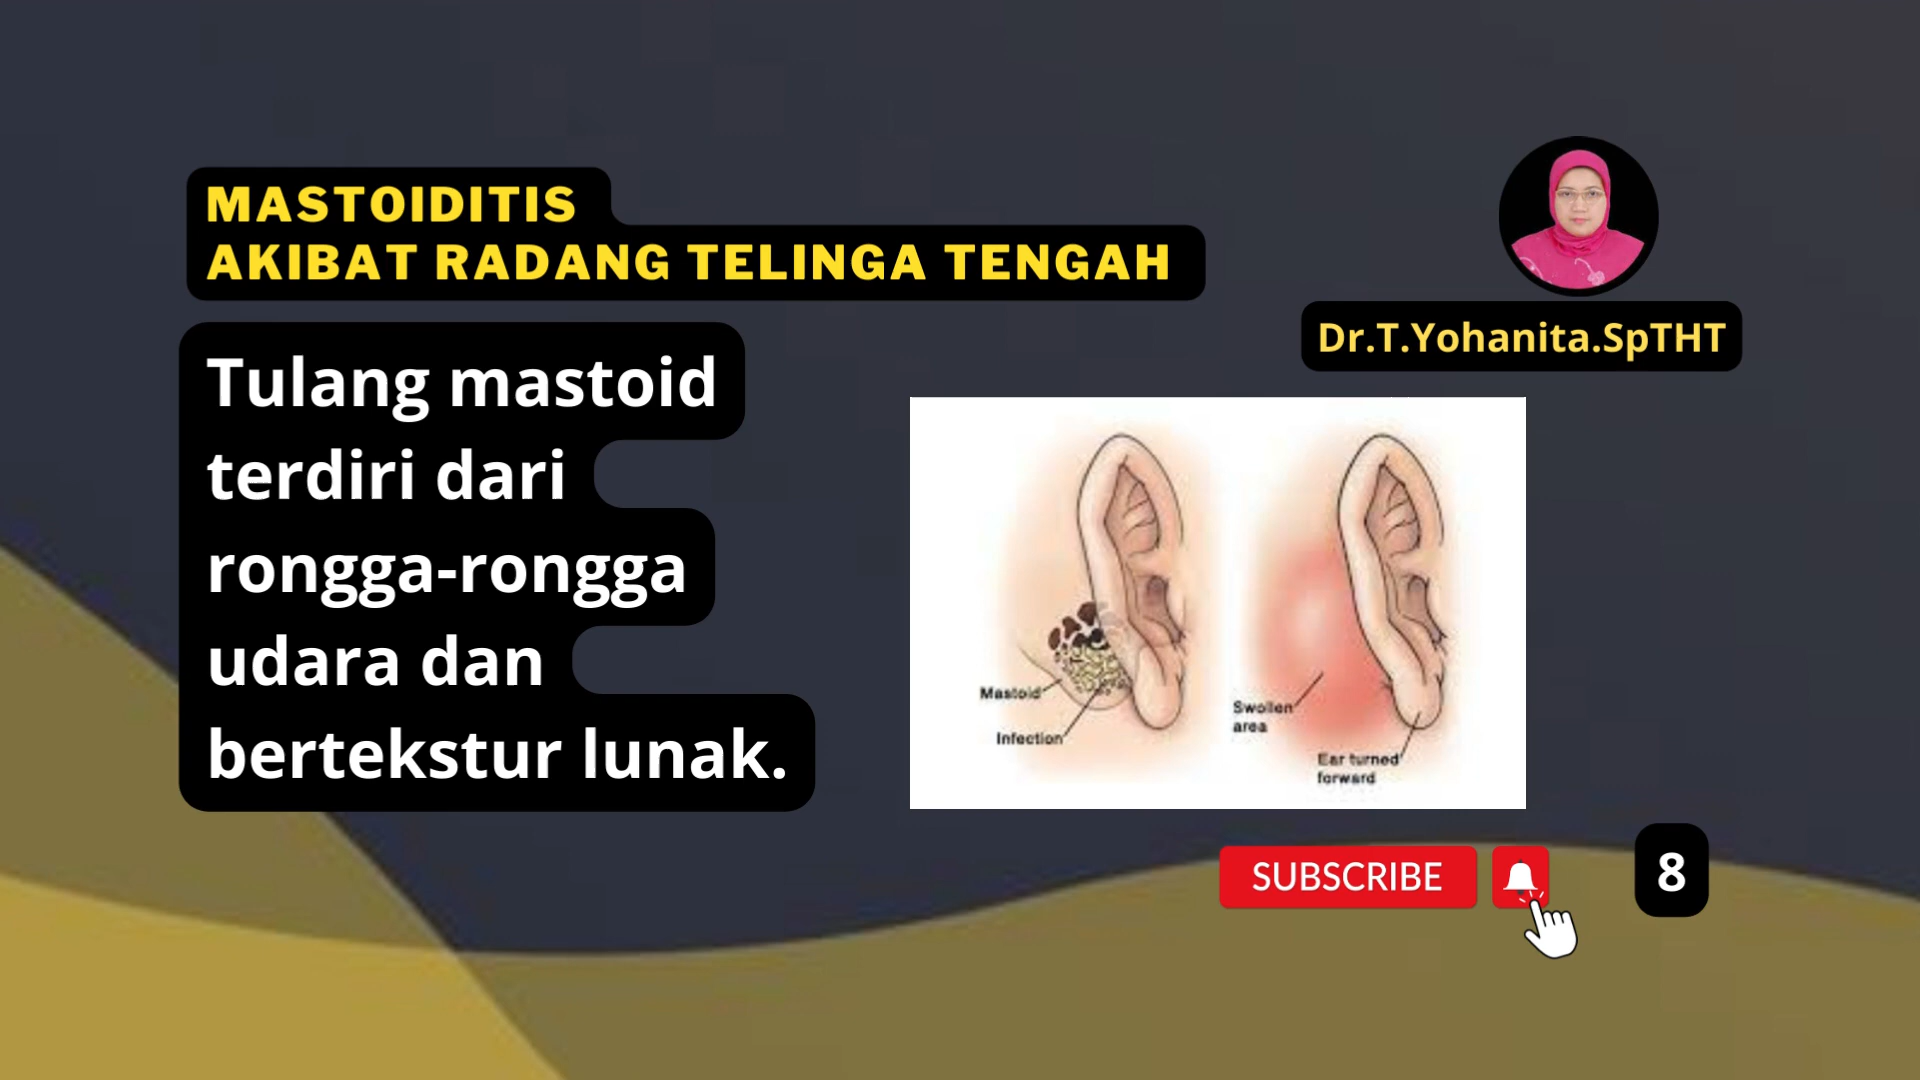 MASTOIDITIS
AKIBAT RADANG TELINGA TENGAH
Dr.T.Yohanita.SpTHT
Tulang mastoid
terdiri dari
rongga-rongga
udara dan
bertekstur lunak.
Mastoid
Infection
Swollen
area
Ear turned
forward
SUBSCRIBE
8